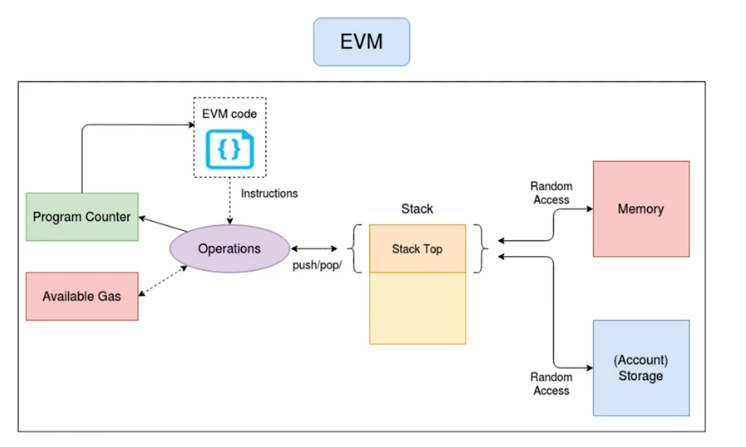 EVM
EVM code
{}
Instructions
Program Counter
Operations
Available Gas
push/pop/
Stack
Stack Top
Random
Access
Memory
(Account)
Storage
Random
Access